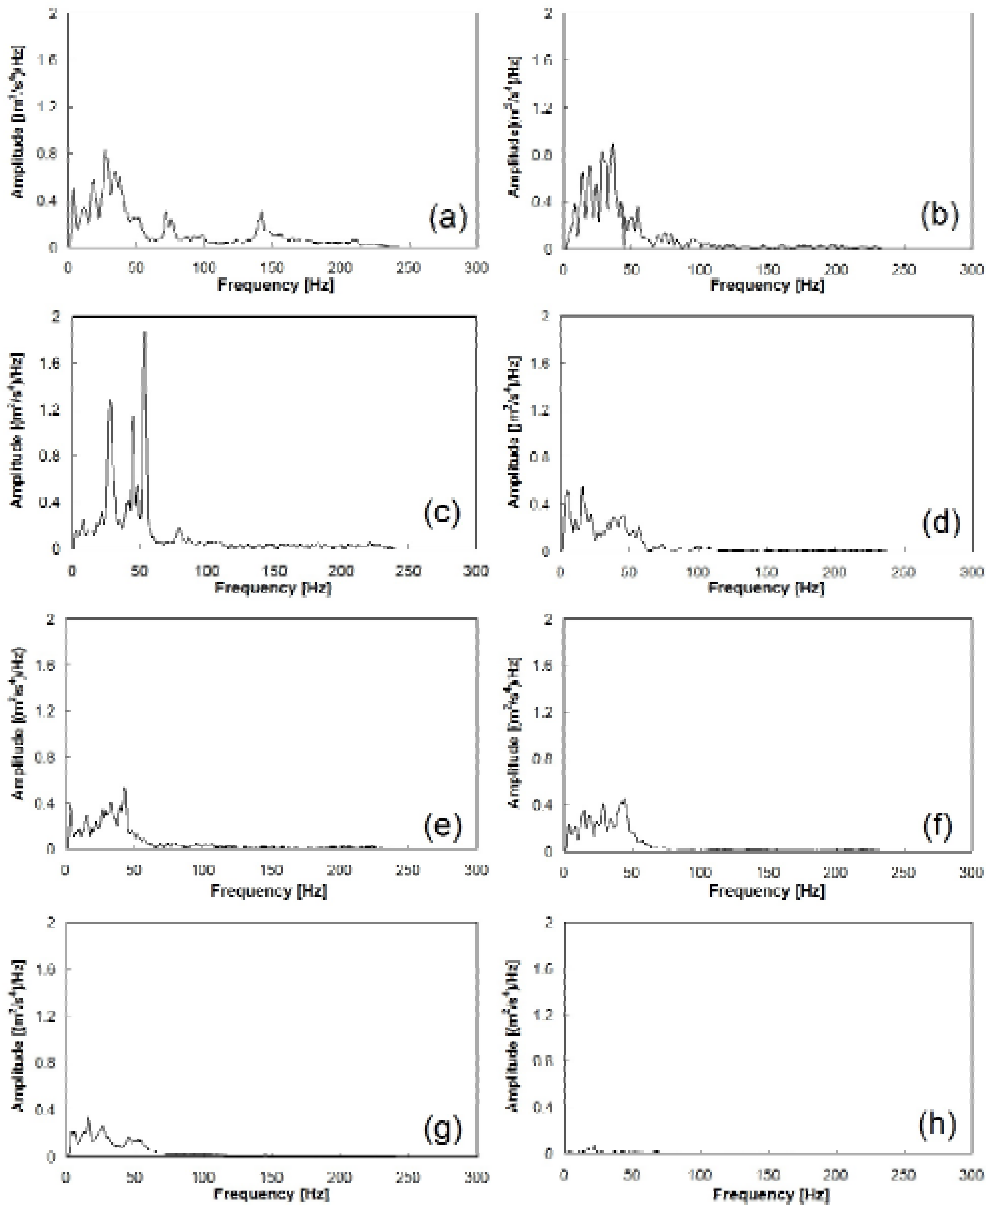 2 2
1.6 1.6
1.2 1.2
0.8 0.8
0.4 0.4
0 0
Amplitude [(m²/s⁴)/Hz] Amplitude [(m²/s⁴)/Hz]
(a) (b)
0 50 100 150 200 250 300 0 50 100 150 200 250 300
Frequency [Hz] Frequency [Hz]
2 2
1.6 1.6
1.2 1.2
0.8 0.8
0.4 0.4
0 0
Amplitude [(m²/s⁴)/Hz] Amplitude [(m²/s⁴)/Hz]
(c) (d)
0 50 100 150 200 250 300 0 50 100 150 200 250 300
Frequency [Hz] Frequency [Hz]
2 2
1.6 1.6
1.2 1.2
0.8 0.8
0.4 0.4
0 0
Amplitude [(m²/s⁴)/Hz) Amplitude [(m²/s⁴)/Hz]
(e) (f)
0 50 100 150 200 250 300 0 50 100 150 200 250 300
Frequency [Hz] Frequency [Hz]
2 2
1.6 1.6
1.2 1.2
0.8 0.8
0.4 0.4
0 0
Amplitude [(m²/s⁴)/Hz] Amplitude [(m²/s⁴)/Hz]
(g) (h)
0 50 100 150 200 250 300 0 50 100 150 200 250 300
Frequency [Hz] Frequency [Hz]